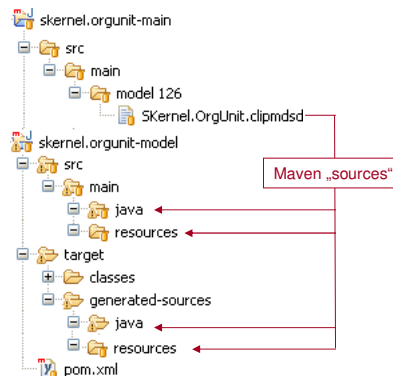 skernel.orgunit-main
src
main
model 126
SKernel.OrgUnit.clipmdsd
skernel.orgunit-model
src
Maven „sources“
main
java
resources
target
classes
generated-sources
java
resources
pom.xml